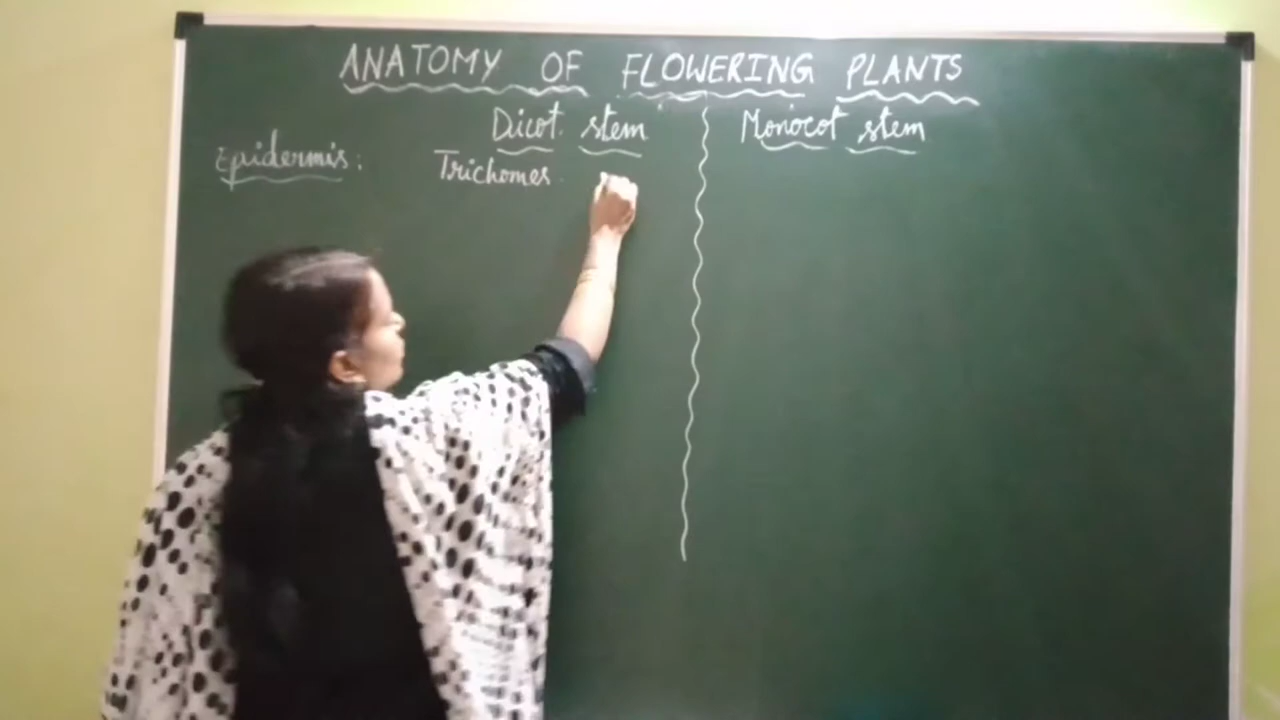 ANATOMY OF FLOWERING PLANTS
Dicot stem Monocot stem
Epidermis: Trichomes